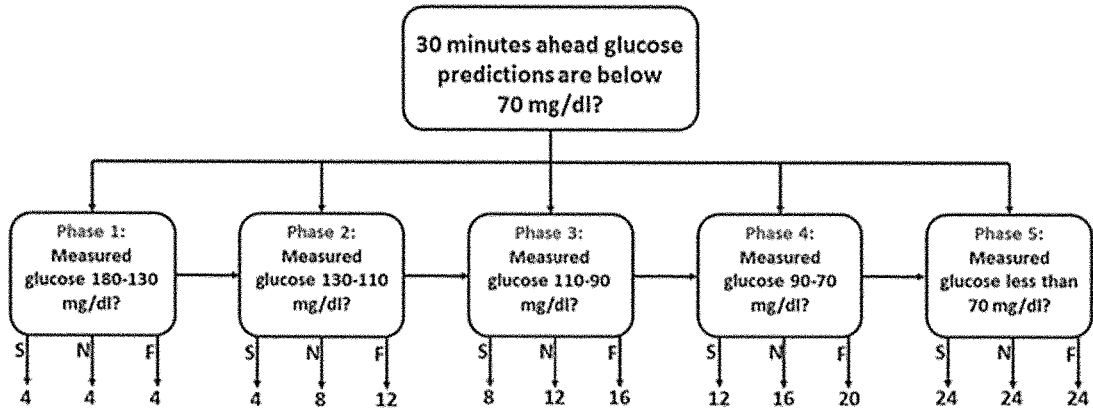 30 minutes ahead glucose
predictions are below
70 mg/dl?
Phase 1:
Measured
glucose 180-130
mg/dl?
Phase 2:
Measured
glucose 130-110
mg/dl?
Phase 3:
Measured
glucose 110-90
mg/dl?
Phase 4:
Measured
glucose 90-70
mg/dl?
Phase 5:
Measured
glucose less than
70 mg/dl?
S N F S N F S N F S N F S N F
4 4 4 4 8 12 8 12 16 12 16 20 24 24 24